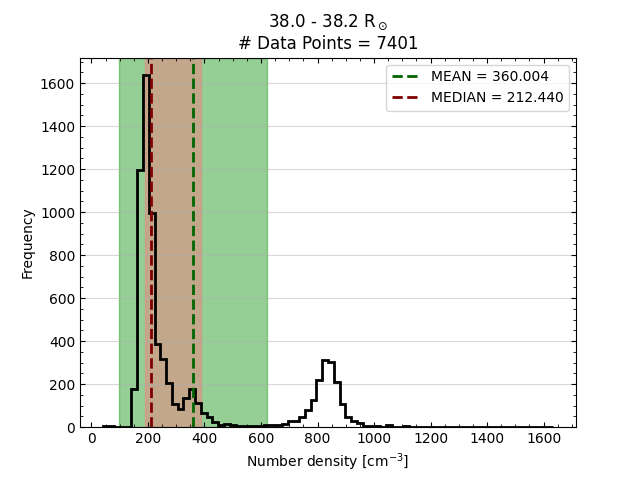 38.0 - 38.2 R⊙
# Data Points = 7401
MEAN = 360.004
MEDIAN = 212.440
1600
1400
1200
1000
800
600
400
200
0
Frequency
0 200 400 600 800 1000 1200 1400 1600
Number density [cm⁻³]